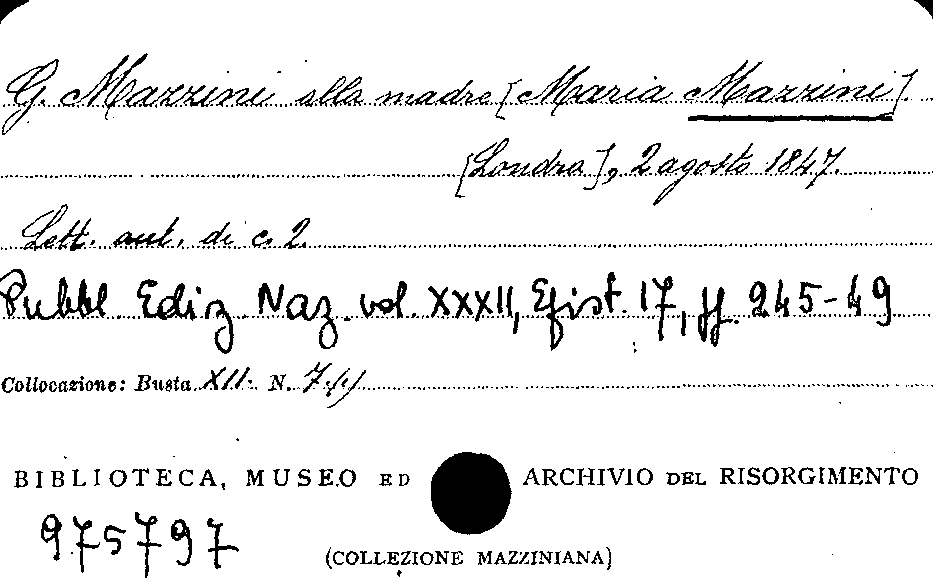 G. Mazzini alla madre [Maria Mazzini].
[Londra], 2 agosto 1847.
Lett. aut. di c. 2.
Pubbl. Ediz. Naz. vol. XXXII, Epist. 17, pp. 245-49
Collocazione: Busta XII. N. 7.
BIBLIOTECA, MUSEO ED ARCHIVIO DEL RISORGIMENTO
975797
(COLLEZIONE MAZZINIANA)